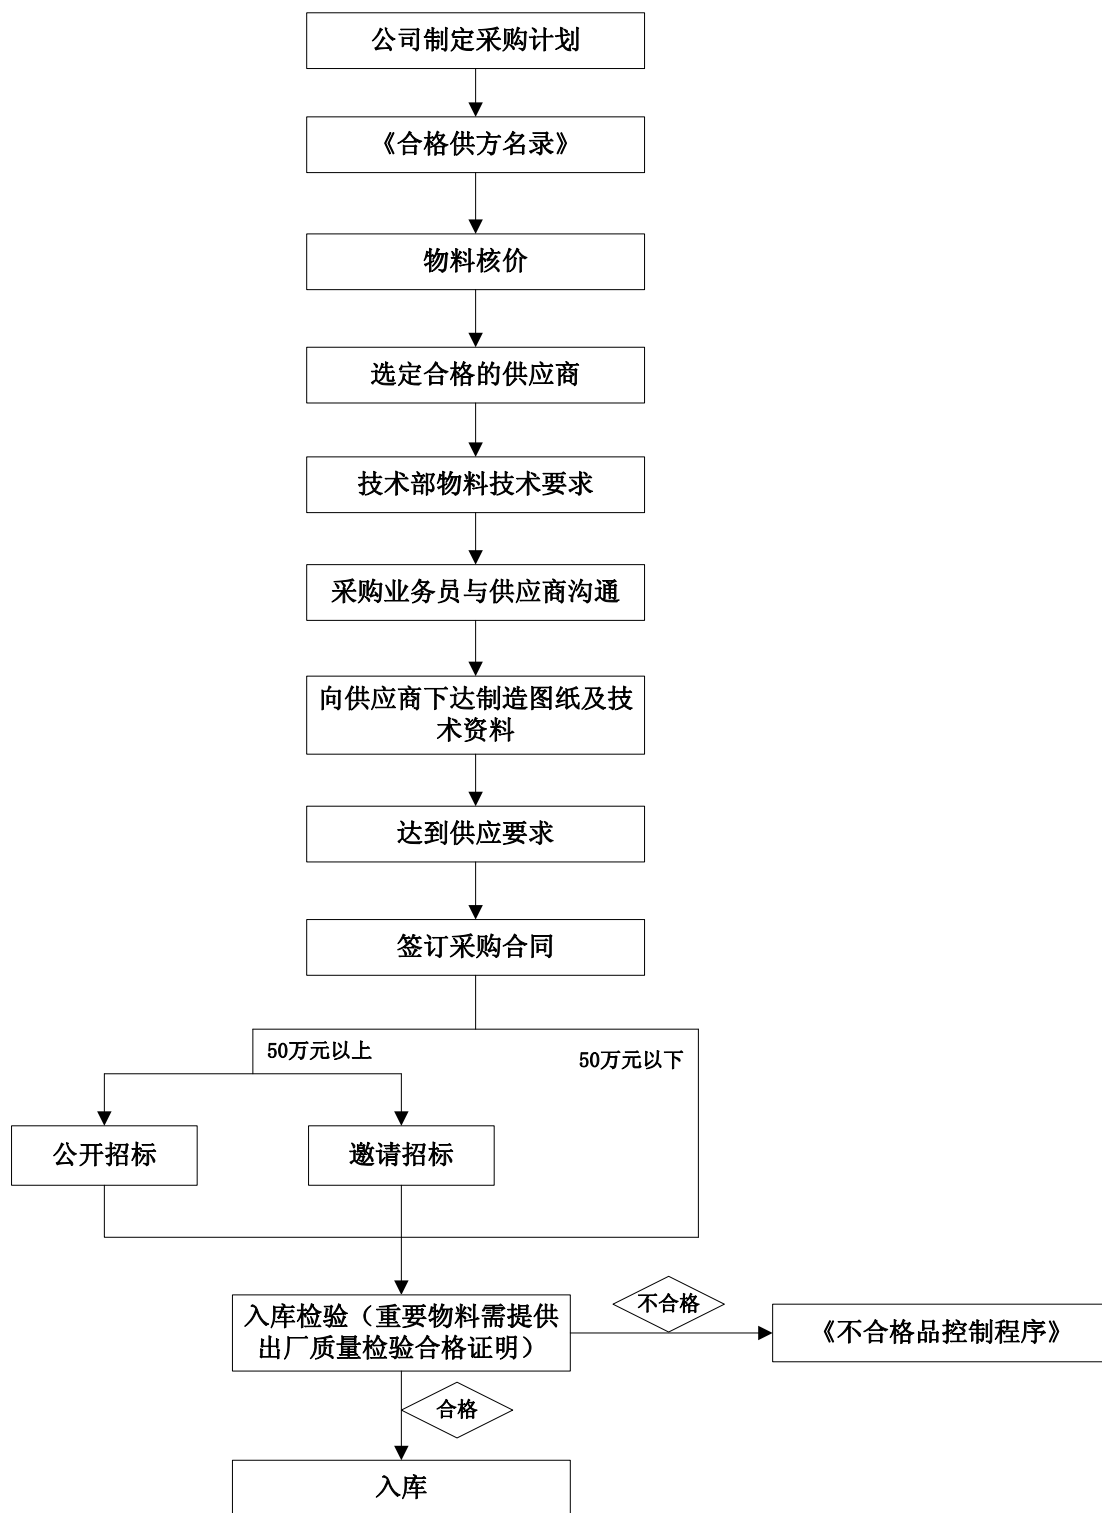 公司制定采购计划
《合格供方名录》
物料核价
选定合格的供应商
技术部物料技术要求
采购业务员与供应商沟通
向供应商下达制造图纸及技
术资料
达到供应要求
签订采购合同
50万元以上
50万元以下
公开招标
邀请招标
入库检验（重要物料需提供
出厂质量检验合格证明）
不合格
《不合格品控制程序》
合格
入库